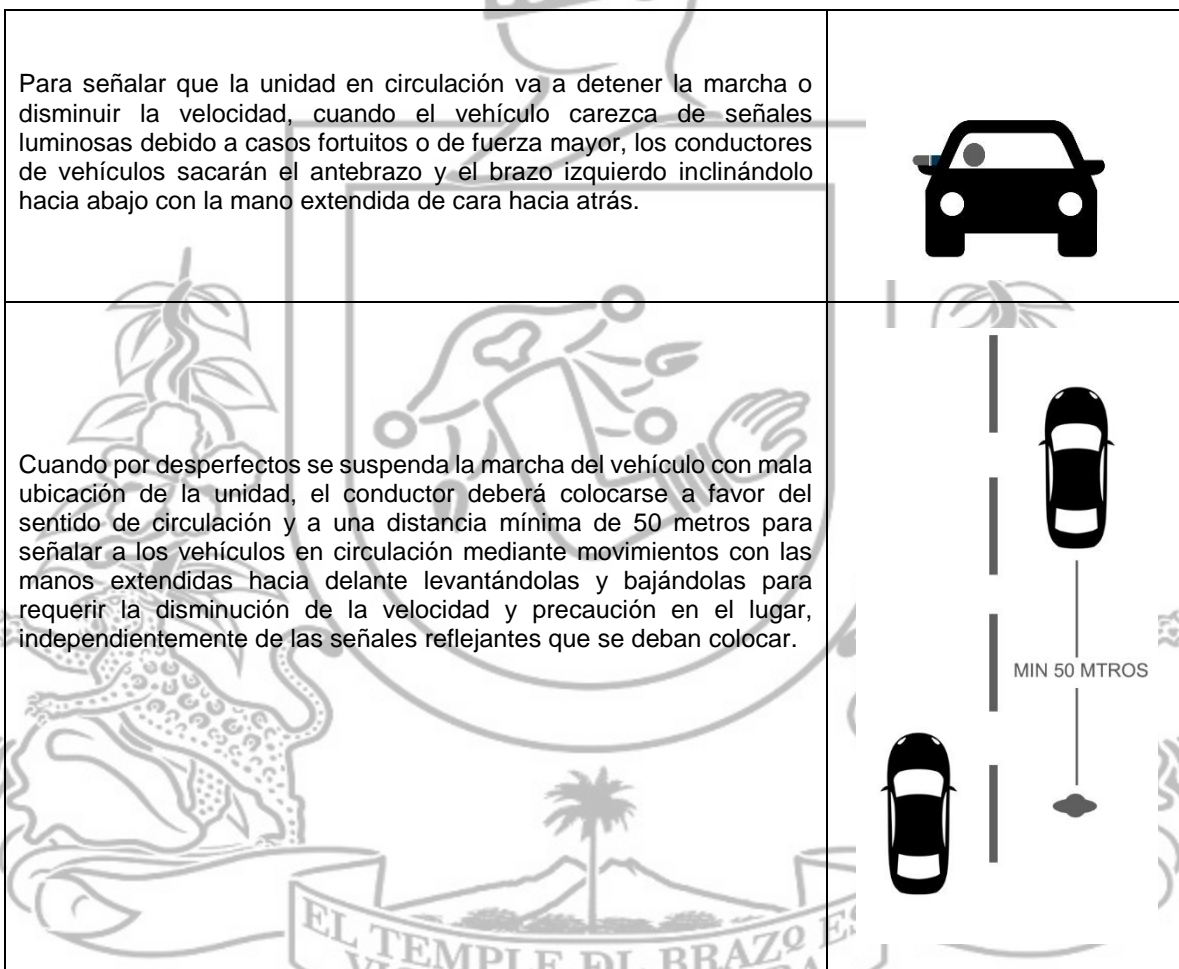 Para señalar que la unidad en circulación va a detener la marcha o
disminuir la velocidad, cuando el vehículo carezca de señales
luminosas debido a casos fortuitos o de fuerza mayor, los conductores
de vehículos sacarán el antebrazo y el brazo izquierdo inclinándolo
hacia abajo con la mano extendida de cara hacia atrás.
Cuando por desperfectos se suspenda la marcha del vehículo con mala
ubicación de la unidad, el conductor deberá colocarse a favor del
sentido de circulación y a una distancia mínima de 50 metros para
señalar a los vehículos en circulación mediante movimientos con las
manos extendidas hacia delante levantándolas y bajándolas para
requerir la disminución de la velocidad y precaución en el lugar,
independientemente de las señales reflejantes que se deban colocar.
MIN 50 MTROS
EL TEMPLE DL BRAZO